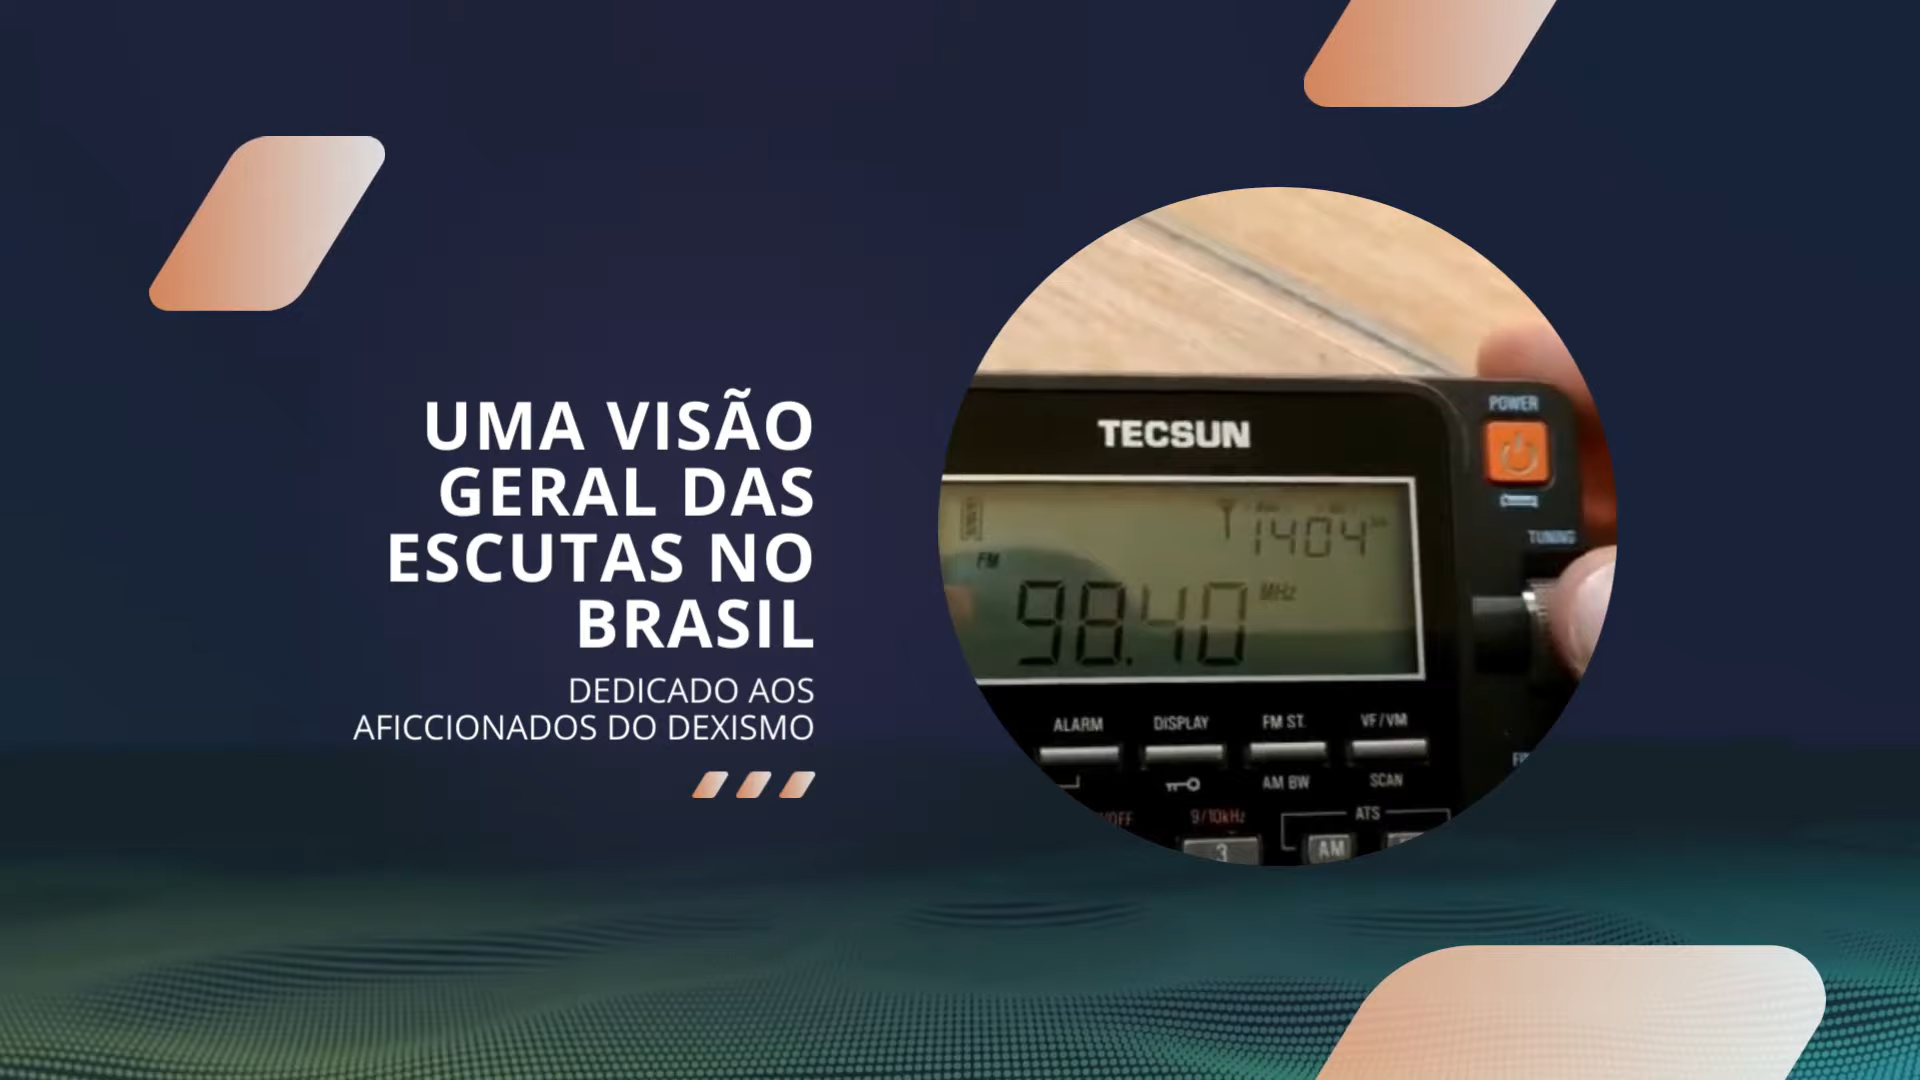 UMA VISÃO
GERAL DAS
ESCUTAS NO
BRASIL
DEDICADO AOS
AFICCIONADOS DO DEXISMO
POWER
TECSUN
TUNING
1404
FM
98.40 MHz
ALARM DISPLAY FM ST. VF/VM
AM BW SCAN
9/10kHz ATS
3 AM